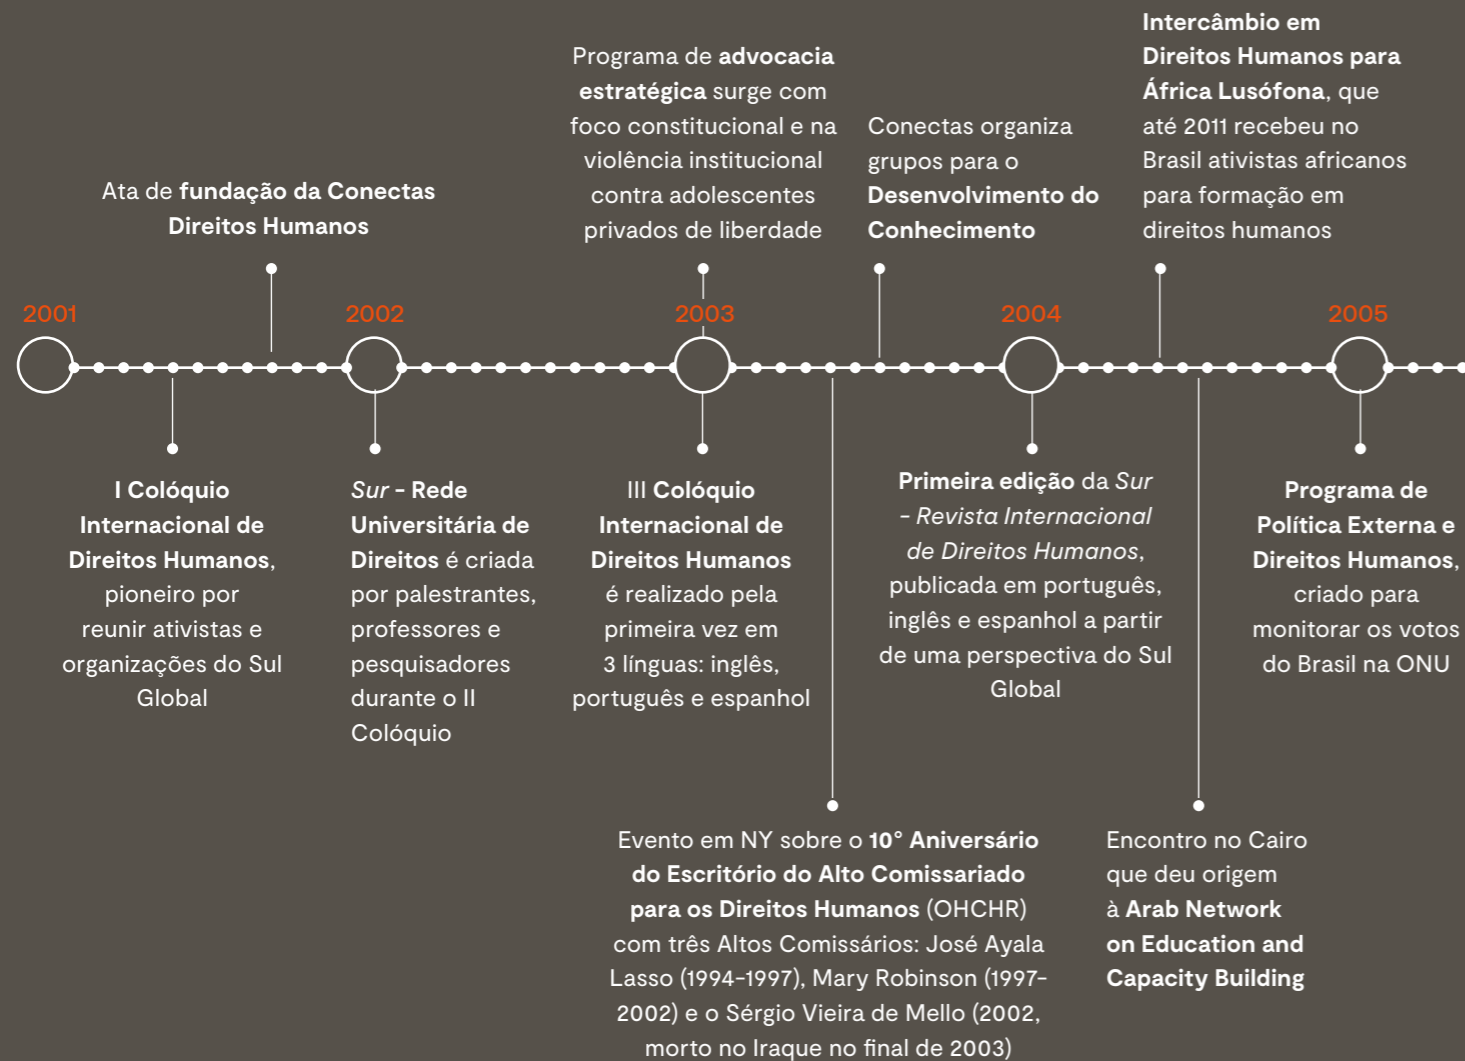 Ata de fundação da Conectas
Direitos Humanos
Programa de advocacia
estratégica surge com
foco constitucional e na
violência institucional
contra adolescentes
privados de liberdade
Conectas organiza
grupos para o
Desenvolvimento do
Conhecimento
Intercâmbio em
Direitos Humanos para
África Lusófona, que
até 2011 recebeu no
Brasil ativistas africanos
para formação em
direitos humanos
2001
2002
2003
2004
2005
I Colóquio
Internacional de
Direitos Humanos,
pioneiro por
reunir ativistas e
organizações do Sul
Global
Sur - Rede
Universitária de
Direitos é criada
por palestrantes,
professores e
pesquisadores
durante o II
Colóquio
III Colóquio
Internacional de
Direitos Humanos
é realizado pela
primeira vez em
3 línguas: inglês,
português e espanhol
Primeira edição da Sur
- Revista Internacional
de Direitos Humanos,
publicada em português,
inglês e espanhol a partir
de uma perspectiva do Sul
Global
Programa de
Política Externa e
Direitos Humanos,
criado para
monitorar os votos
do Brasil na ONU
Evento em NY sobre o 10° Aniversário
do Escritório do Alto Comissariado
para os Direitos Humanos (OHCHR)
com três Altos Comissários: José Ayala
Lasso (1994-1997), Mary Robinson (1997-
2002) e o Sérgio Vieira de Mello (2002,
morto no Iraque no final de 2003)
Encontro no Cairo
que deu origem
à Arab Network
on Education and
Capacity Building